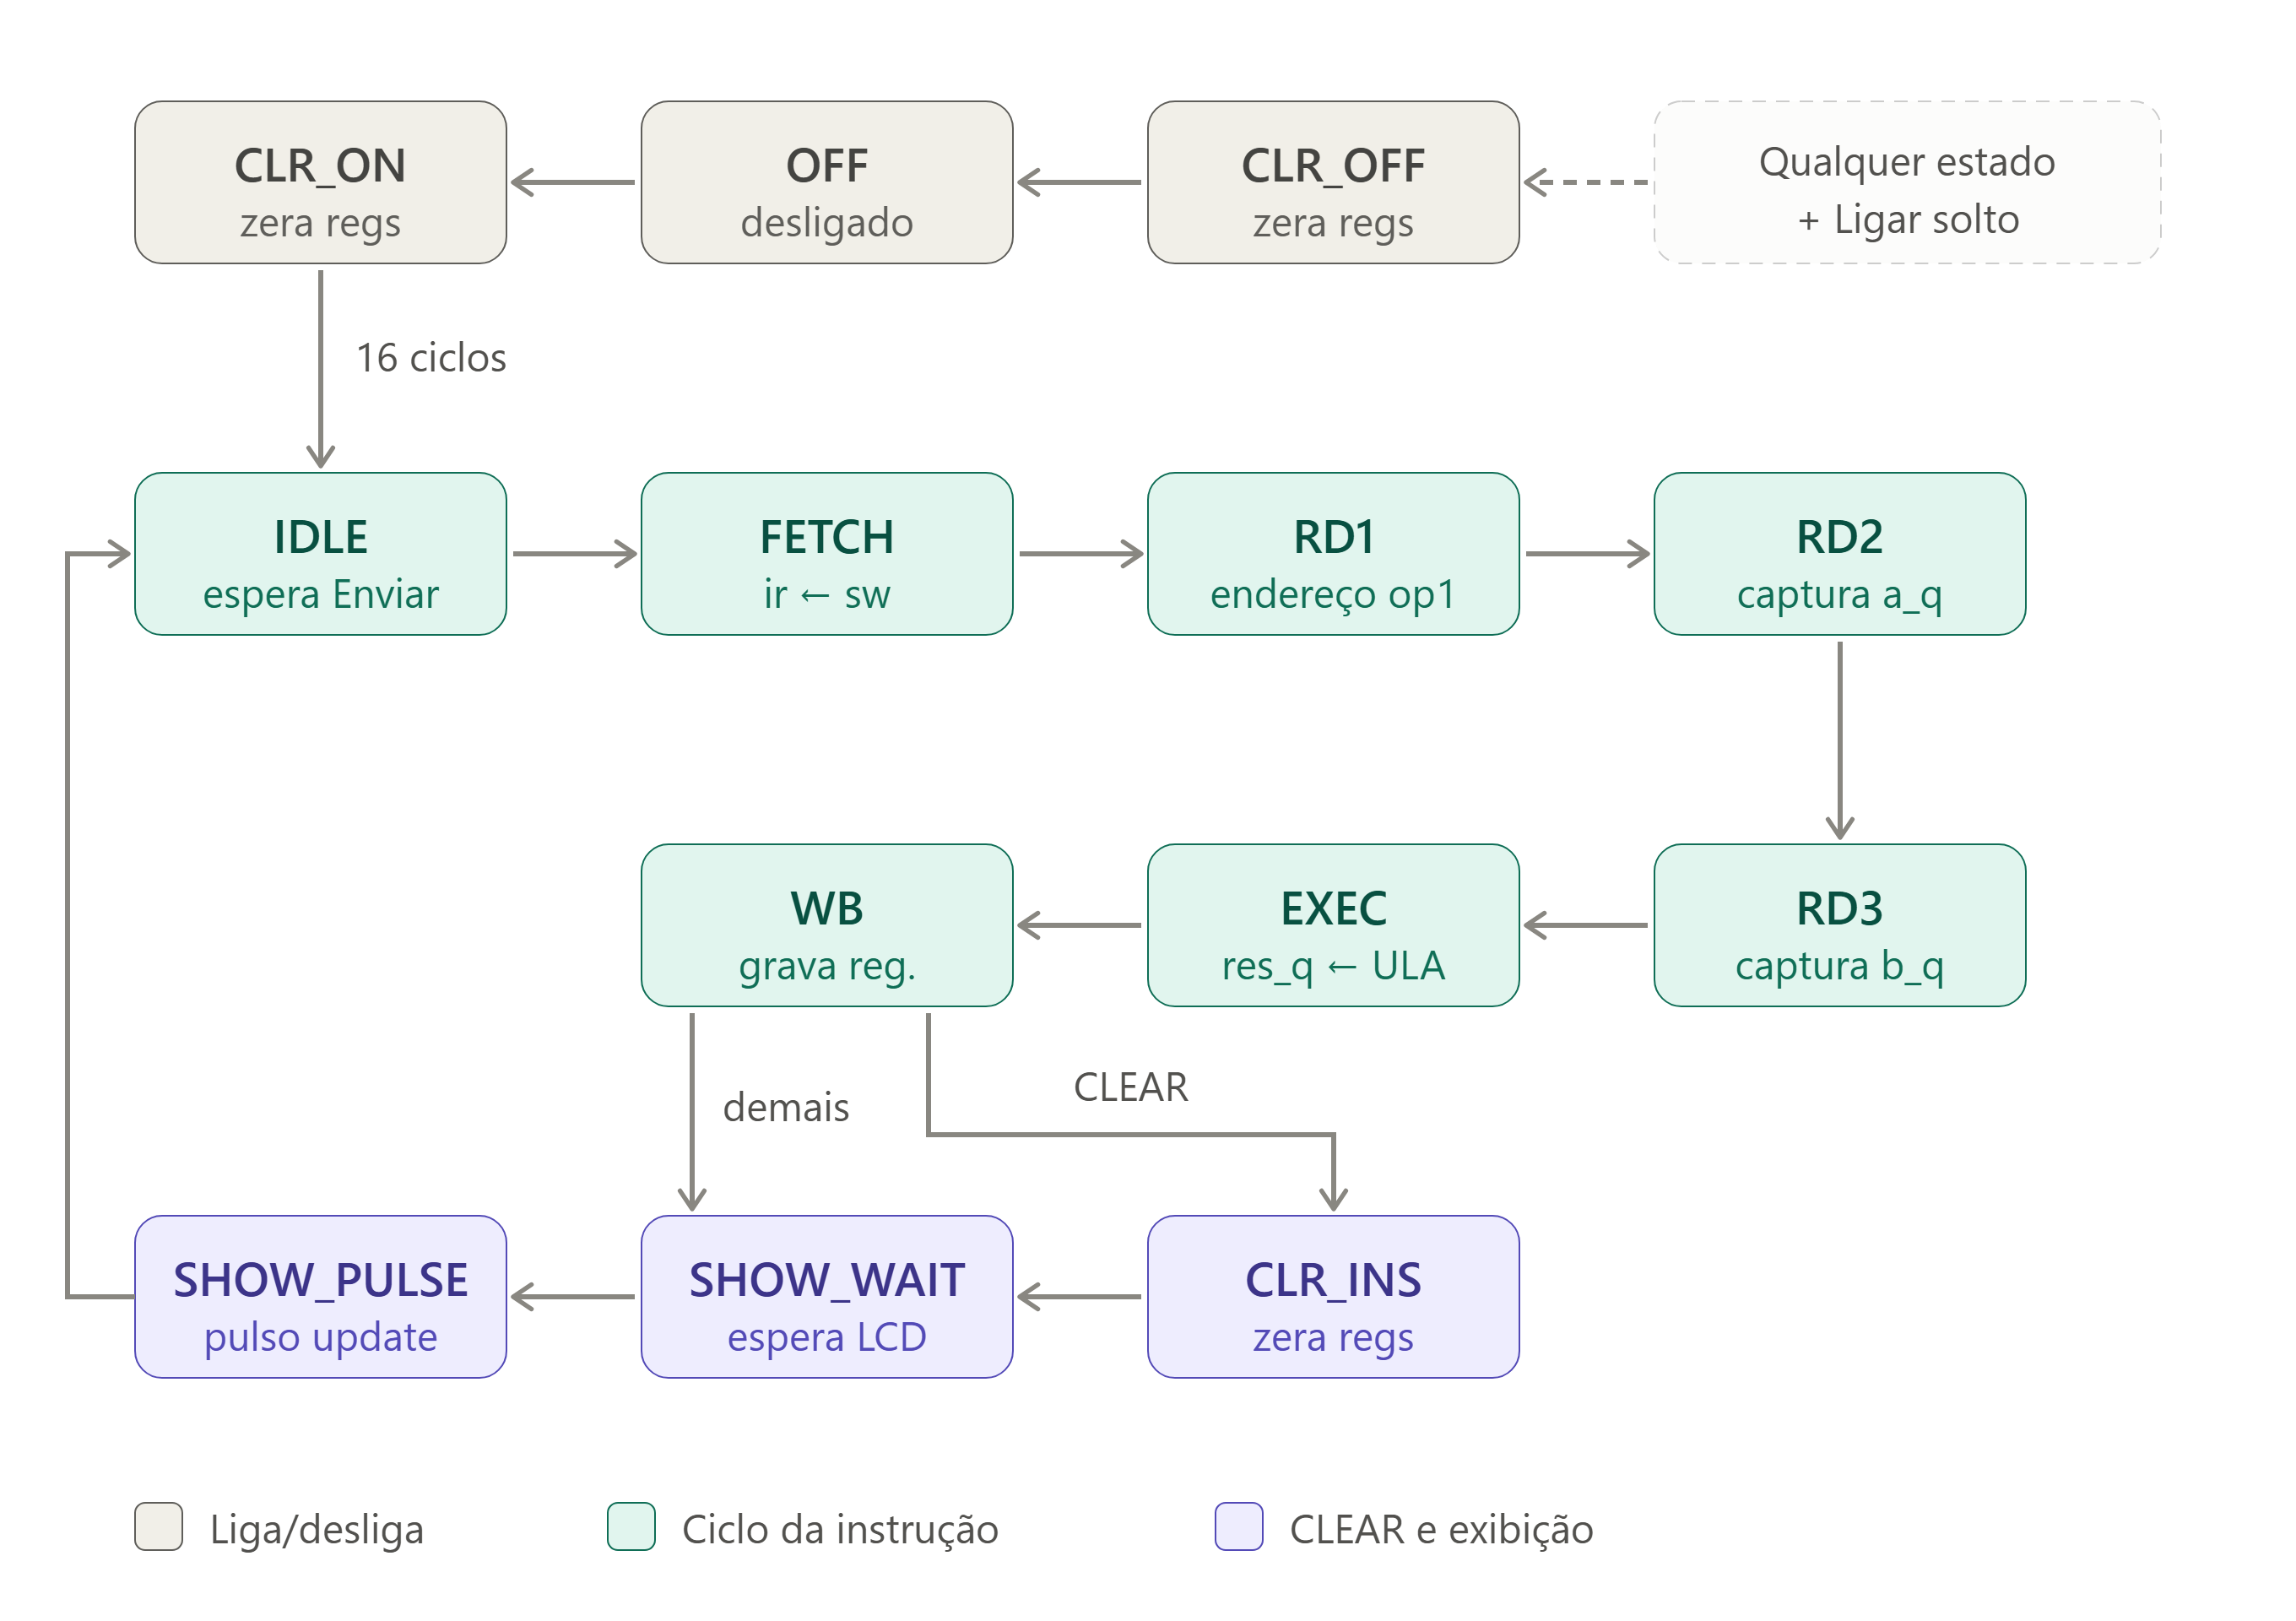 CLR_ON
zera regs
OFF
desligado
CLR_OFF
zera regs
Qualquer estado
+ Ligar solto
16 ciclos
IDLE
espera Enviar
FETCH
ir ← sw
RD1
endereço op1
RD2
captura a_q
WB
grava reg.
EXEC
res_q ← ULA
RD3
captura b_q
demais
CLEAR
SHOW_PULSE
pulso update
SHOW_WAIT
espera LCD
CLR_INS
zera regs
Liga/desliga
Ciclo da instrução
CLEAR e exibição